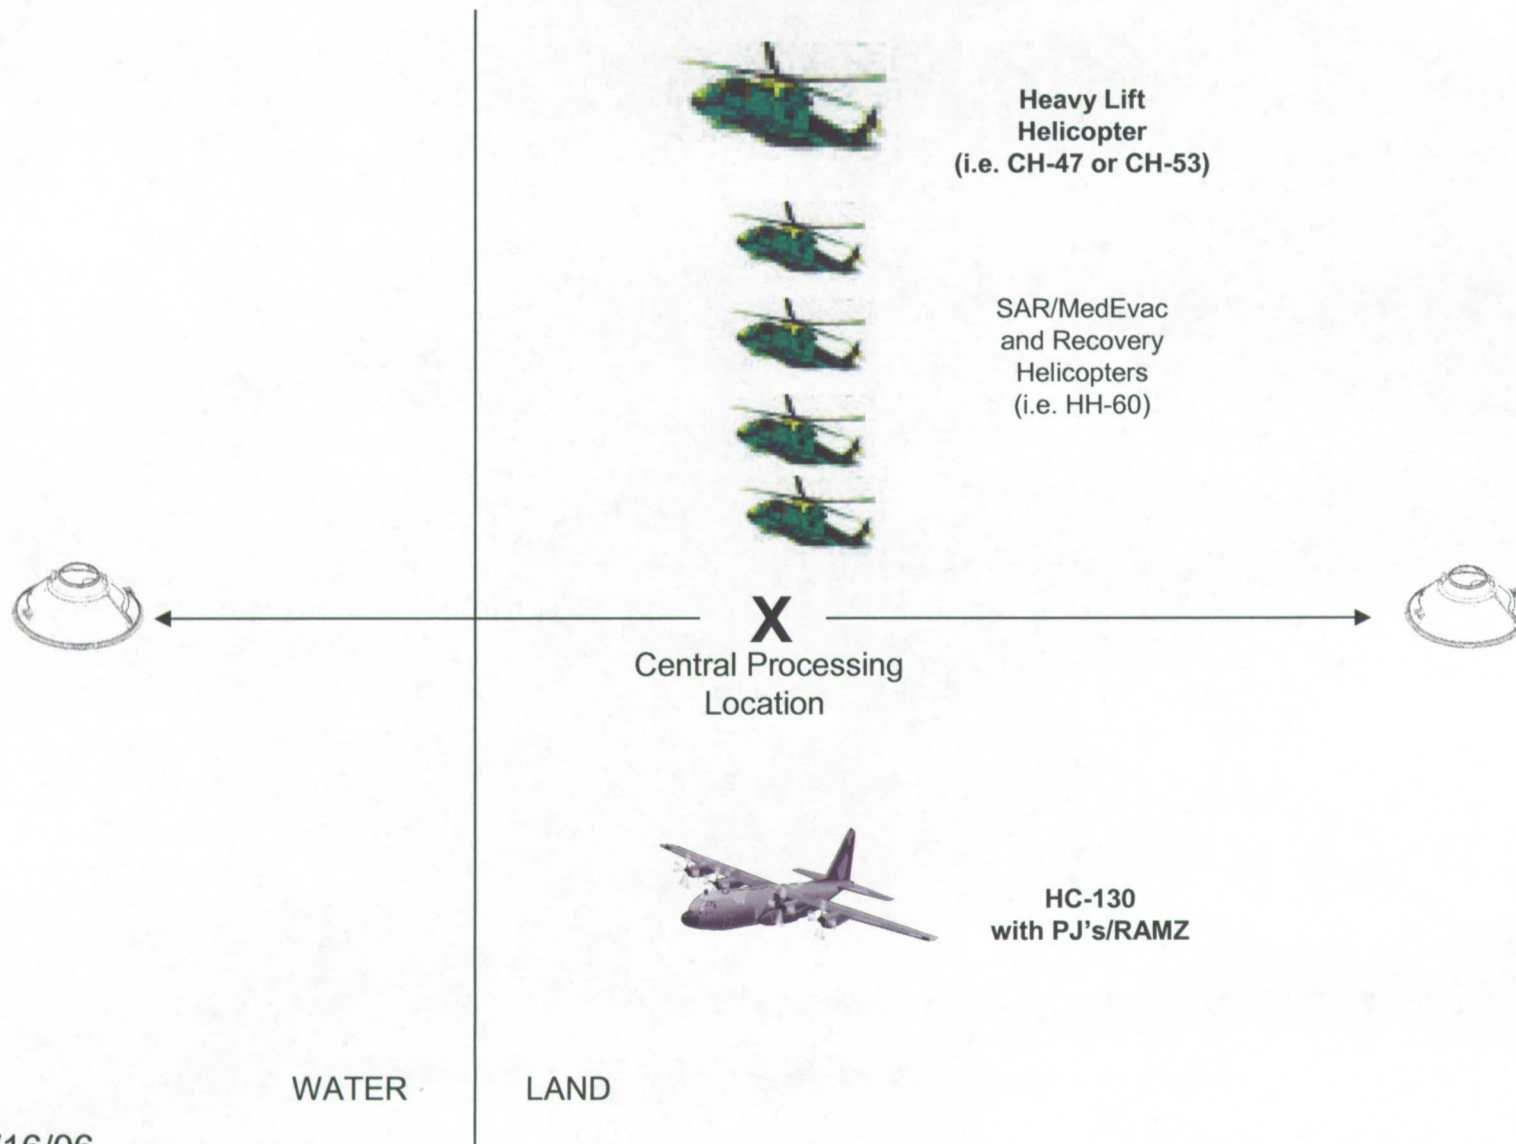 Heavy Lift
Helicopter
(i.e. CH-47 or CH-53)
SAR/MedEvac
and Recovery
Helicopters
(i.e. HH-60)
X
Central Processing
Location
HC-130
with PJ's/RAMZ
WATER LAND